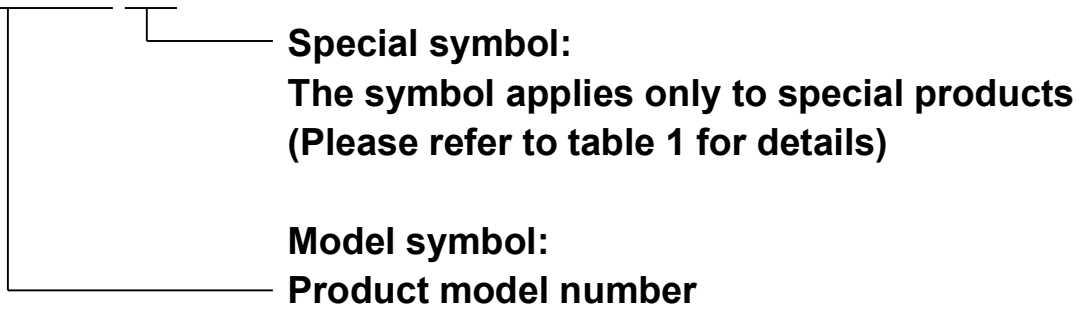 Special symbol:
The symbol applies only to special products
(Please refer to table 1 for details)
Model symbol:
Product model number